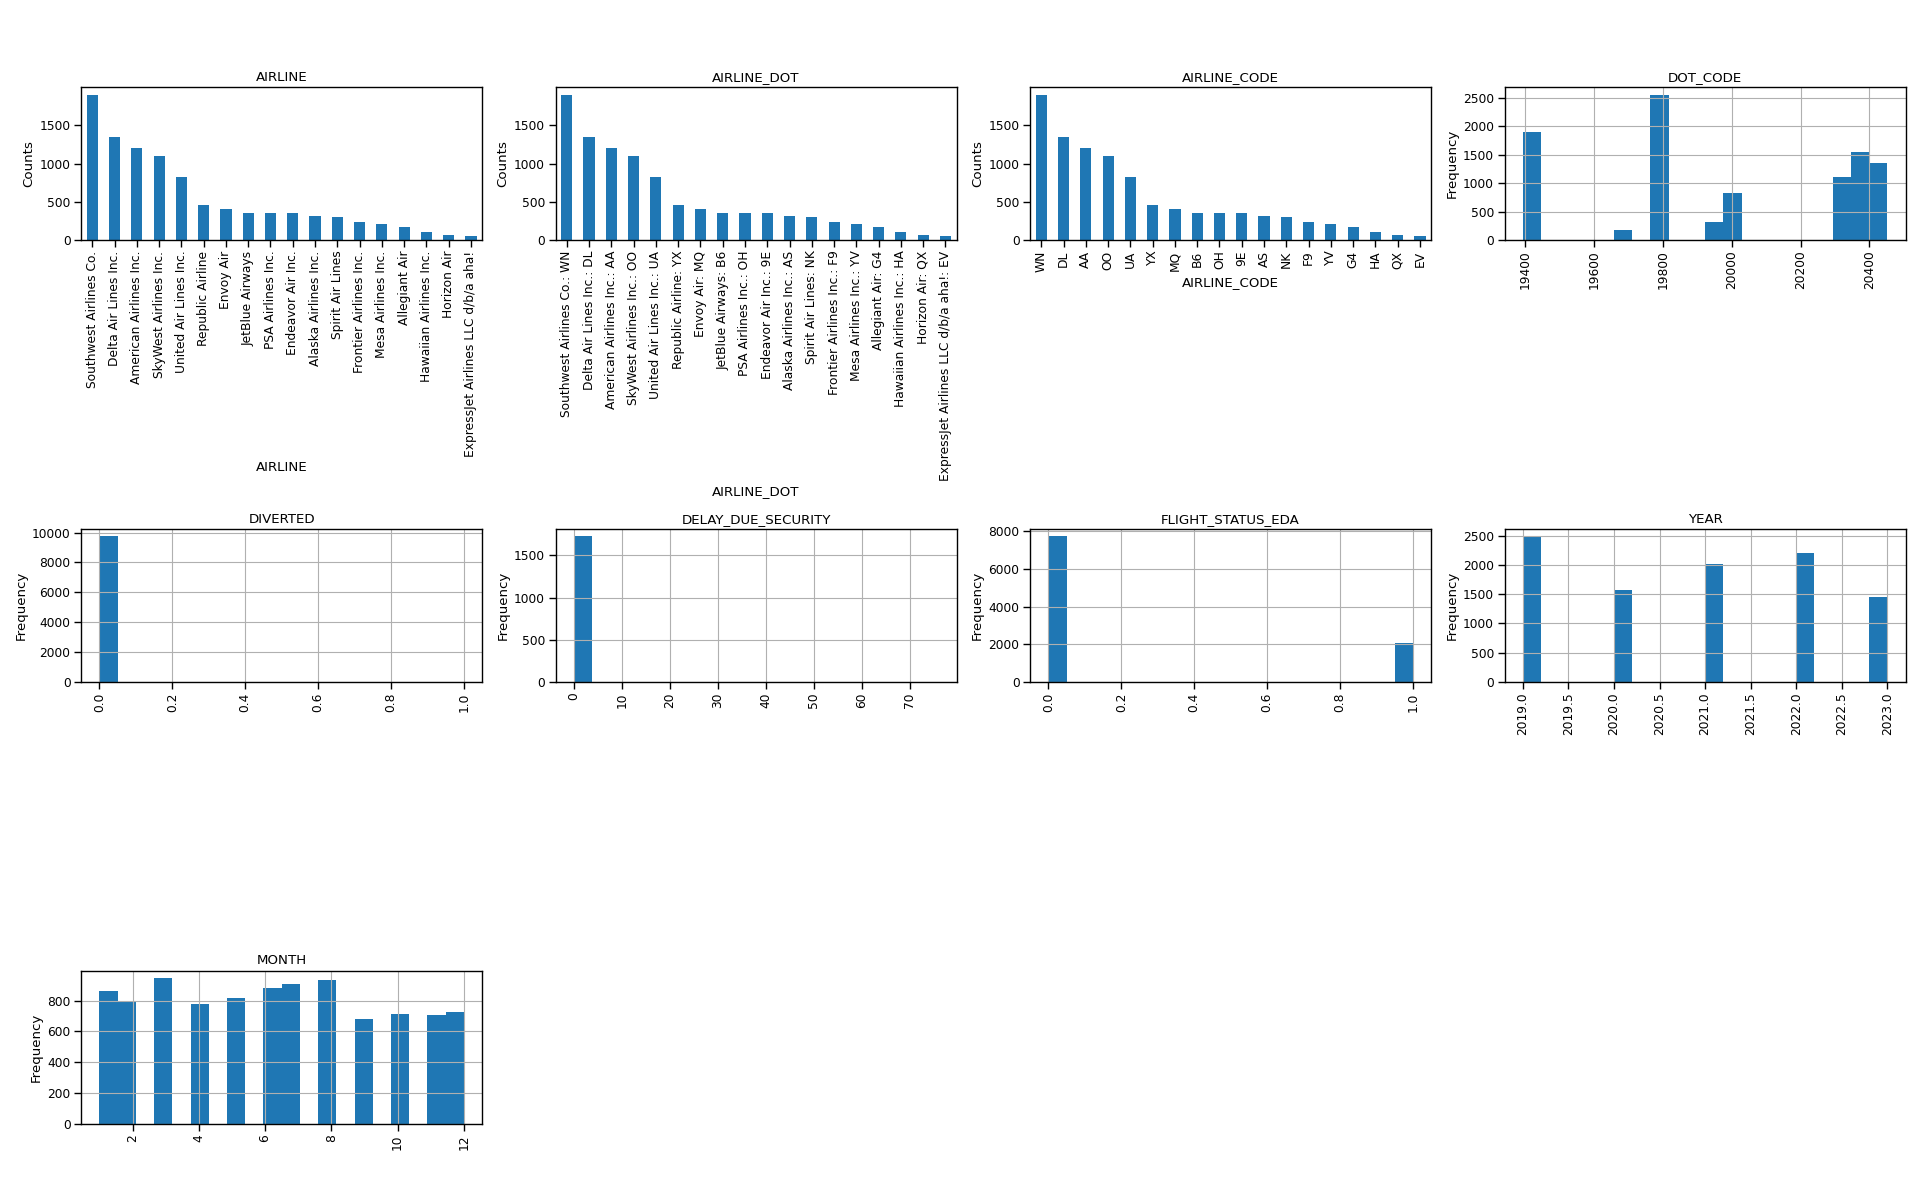 AIRLINE
Counts
1500
1000
500
0
Southwest Airlines Co.
Delta Air Lines Inc.
American Airlines Inc.
SkyWest Airlines Inc.
United Air Lines Inc.
Republic Airline
Envoy Air
JetBlue Airways
PSA Airlines Inc.
Endeavor Air Inc.
Alaska Airlines Inc.
Spirit Air Lines
Frontier Airlines Inc.
Mesa Airlines Inc.
Allegiant Air
Hawaiian Airlines Inc.
Horizon Air
ExpressJet Airlines LLC d/b/a aha!
AIRLINE
AIRLINE_DOT
Counts
1500
1000
500
0
Southwest Airlines Co.: WN
Delta Air Lines Inc.: DL
American Airlines Inc.: AA
SkyWest Airlines Inc.: OO
United Air Lines Inc.: UA
Republic Airline: YX
Envoy Air: MQ
JetBlue Airways: B6
PSA Airlines Inc.: OH
Endeavor Air Inc.: 9E
Alaska Airlines Inc.: AS
Spirit Air Lines: NK
Frontier Airlines Inc.: F9
Mesa Airlines Inc.: YV
Allegiant Air: G4
Hawaiian Airlines Inc.: HA
Horizon Air: QX
ExpressJet Airlines LLC d/b/a aha!: EV
AIRLINE_DOT
AIRLINE_CODE
Counts
1500
1000
500
0
WN
DL
AA
OO
UA
YX
MQ
B6
OH
9E
AS
NK
F9
YV
G4
HA
QX
EV
AIRLINE_CODE
DOT_CODE
Frequency
2500
2000
1500
1000
500
0
19400
19600
19800
20000
20200
20400
DIVERTED
Frequency
10000
8000
6000
4000
2000
0
0.0
0.2
0.4
0.6
0.8
1.0
DELAY_DUE_SECURITY
Frequency
1500
1000
500
0
0
10
20
30
40
50
60
70
FLIGHT_STATUS_EDA
Frequency
8000
6000
4000
2000
0
0.0
0.2
0.4
0.6
0.8
1.0
YEAR
Frequency
2500
2000
1500
1000
500
0
2019.0
2019.5
2020.0
2020.5
2021.0
2021.5
2022.0
2022.5
2023.0
MONTH
Frequency
800
600
400
200
0
2
4
6
8
10
12